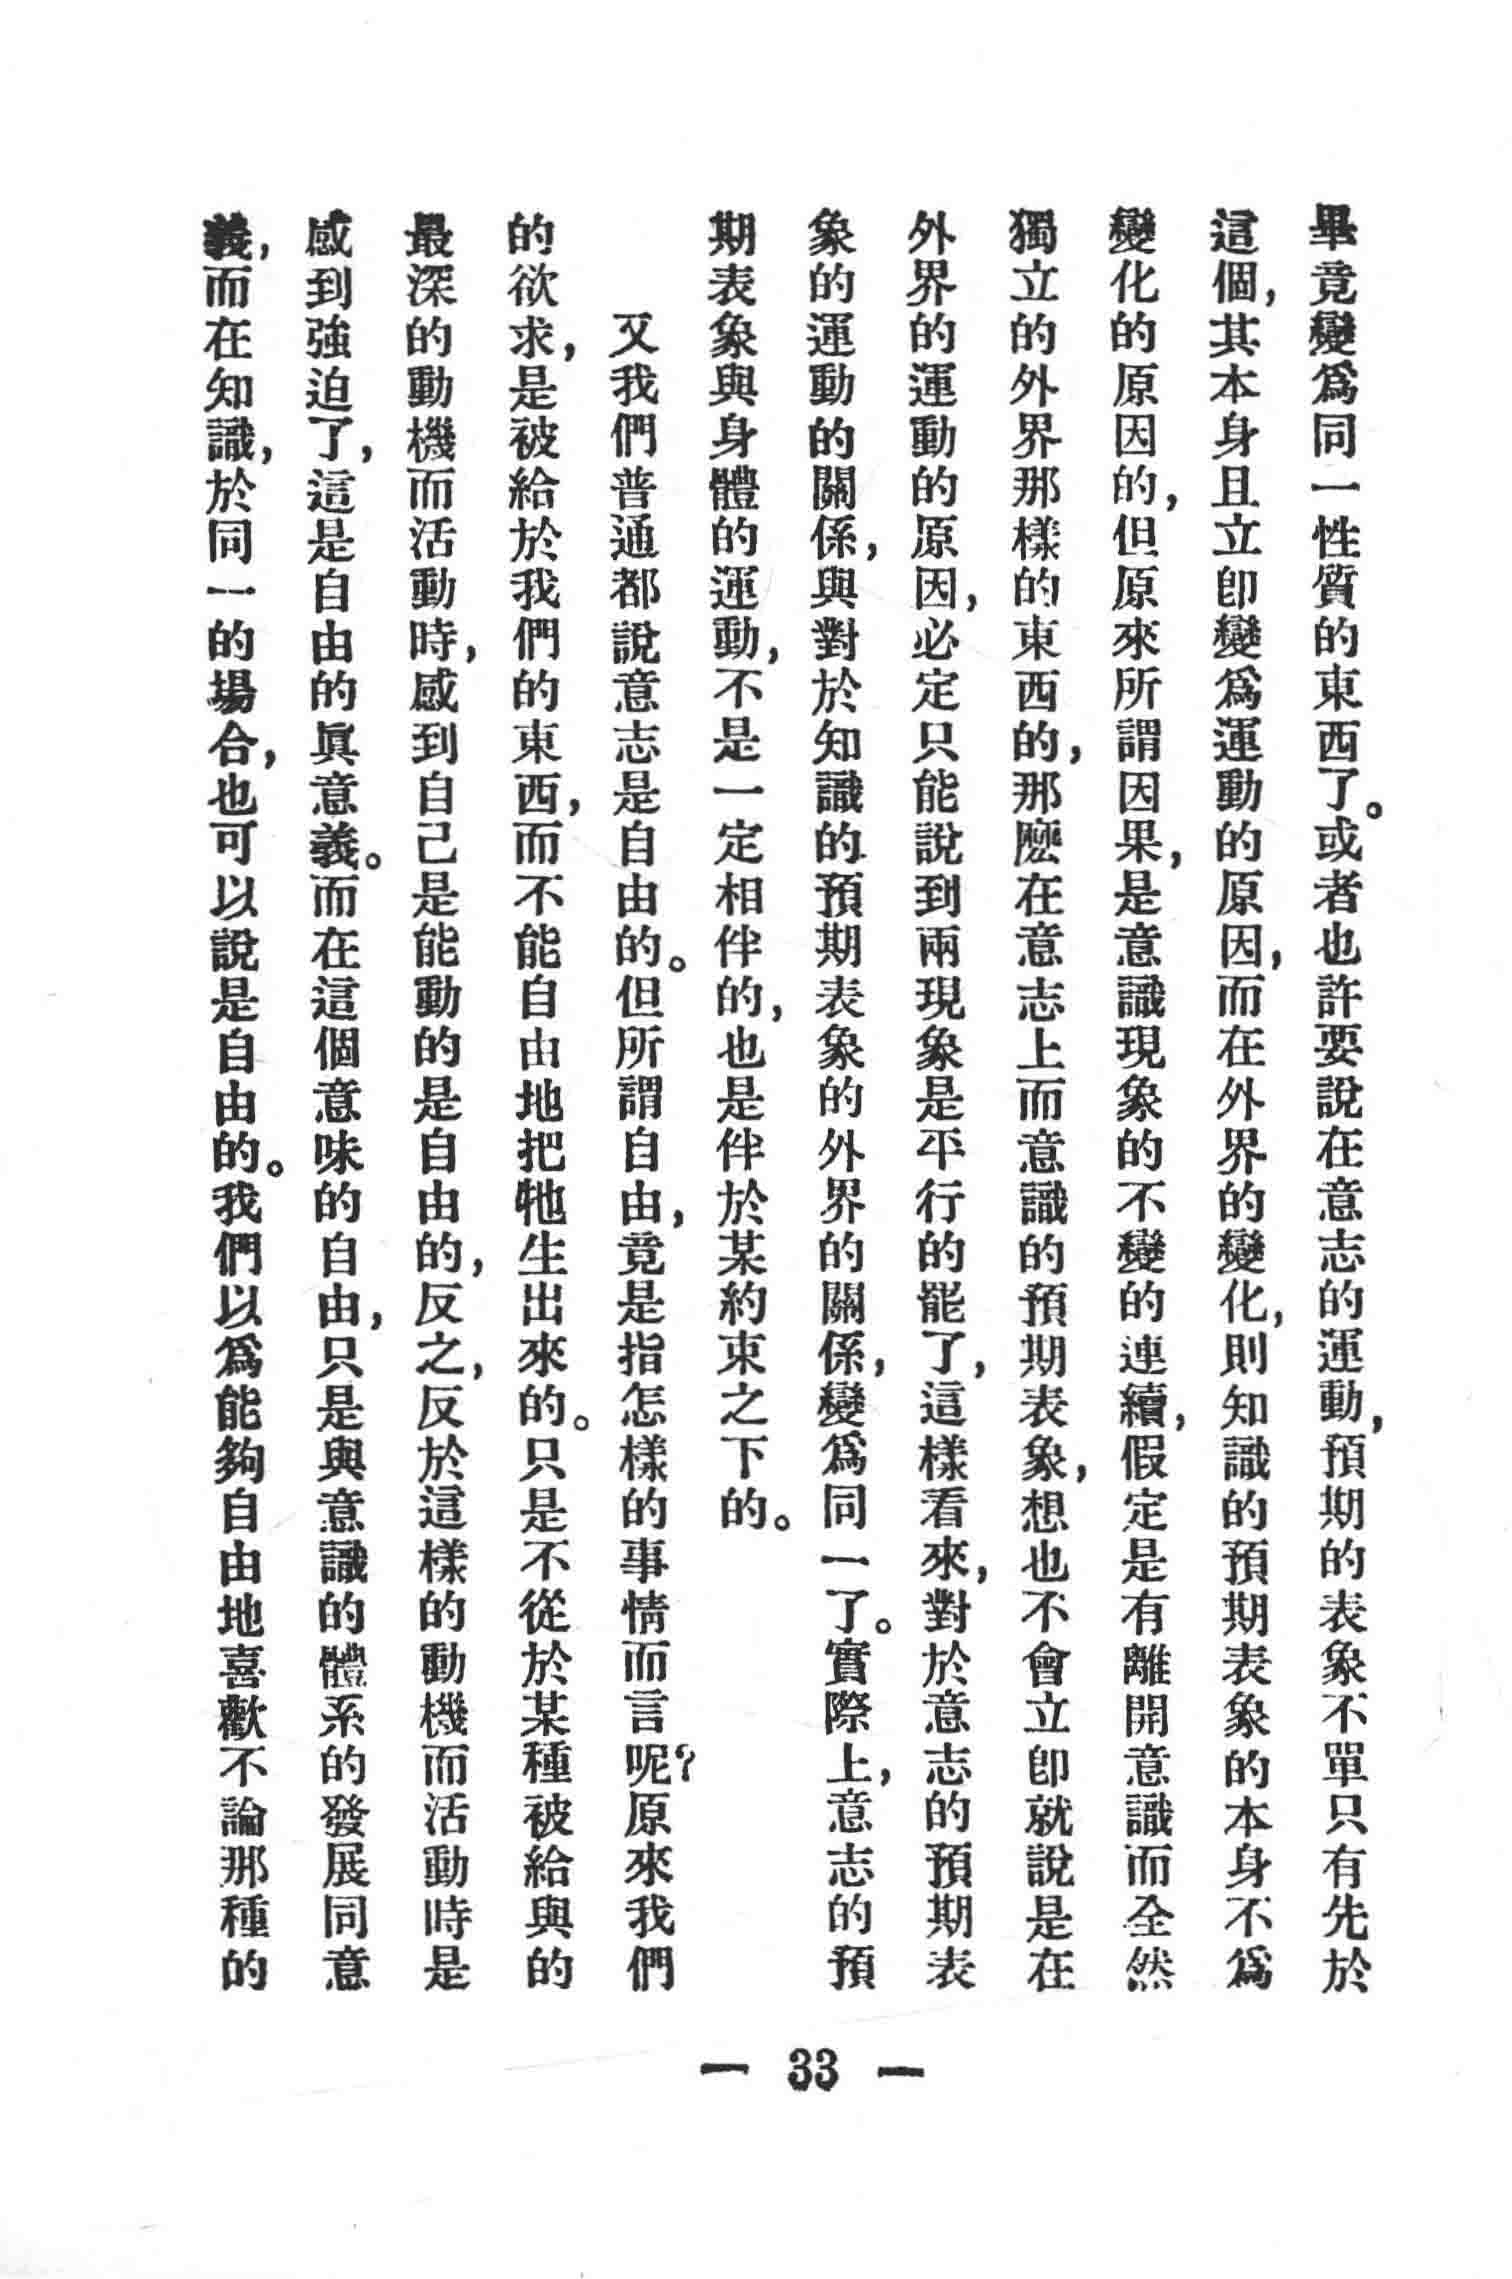 畢竟變爲同一性質的東西了。或者也許要說在意志的運動，預期的表象不單只有先於
這個，其本身且立卽變爲運動的原因，而在外界的變化，則知識的預期表象的本身不爲
變化的原因的，但原來所謂因果，是意識現象的不變的連續，假定是有離開意識而全然
獨立的外界那樣的東西的，那麽在意志上而意識的預期表象，想也不會立卽就說是在
外界的運動的原因，必定只能說到兩現象是平行的罷了，這樣看來，對於意志的預期表
象的運動的關係，與對於知識的預期表象的外界的關係，變爲同一了。實際上，意志的預
期表象與身體的運動，不是一定相伴的，也是伴於某約束之下的。
又我們普通都說意志是自由的。但所謂自由，竟是指怎樣的事情而言呢？原來我們
的欲求，是被給於我們的東西，而不能自由地把牠生出來的。只是不從於某種被給與的
最深的動機而活動時，感到自己是能動的是自由的，反之，反於這樣的動機而活動時是
感到強迫了，這是自由的眞意義。而在這個意味的自由，只是與意識的體系的發展同意
義，而在知識，於同一的場合，也可以說是自由的。我們以爲能夠自由地喜歡不論那種的
— 33 —